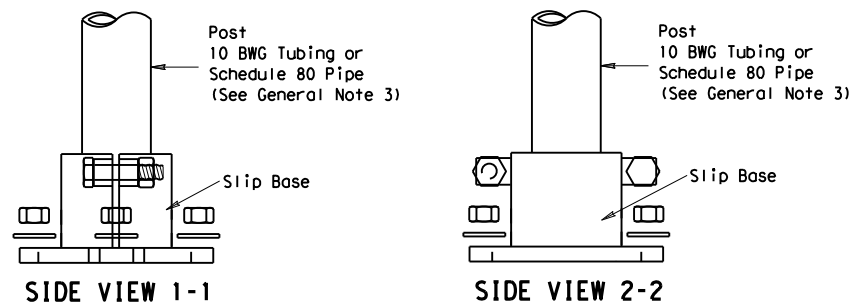 Post
10 BWG Tubing or
Schedule 80 Pipe
(See General Note 3)
Slip Base
SIDE VIEW 1-1
Post
10 BWG Tubing or
Schedule 80 Pipe
(See General Note 3)
Slip Base
SIDE VIEW 2-2